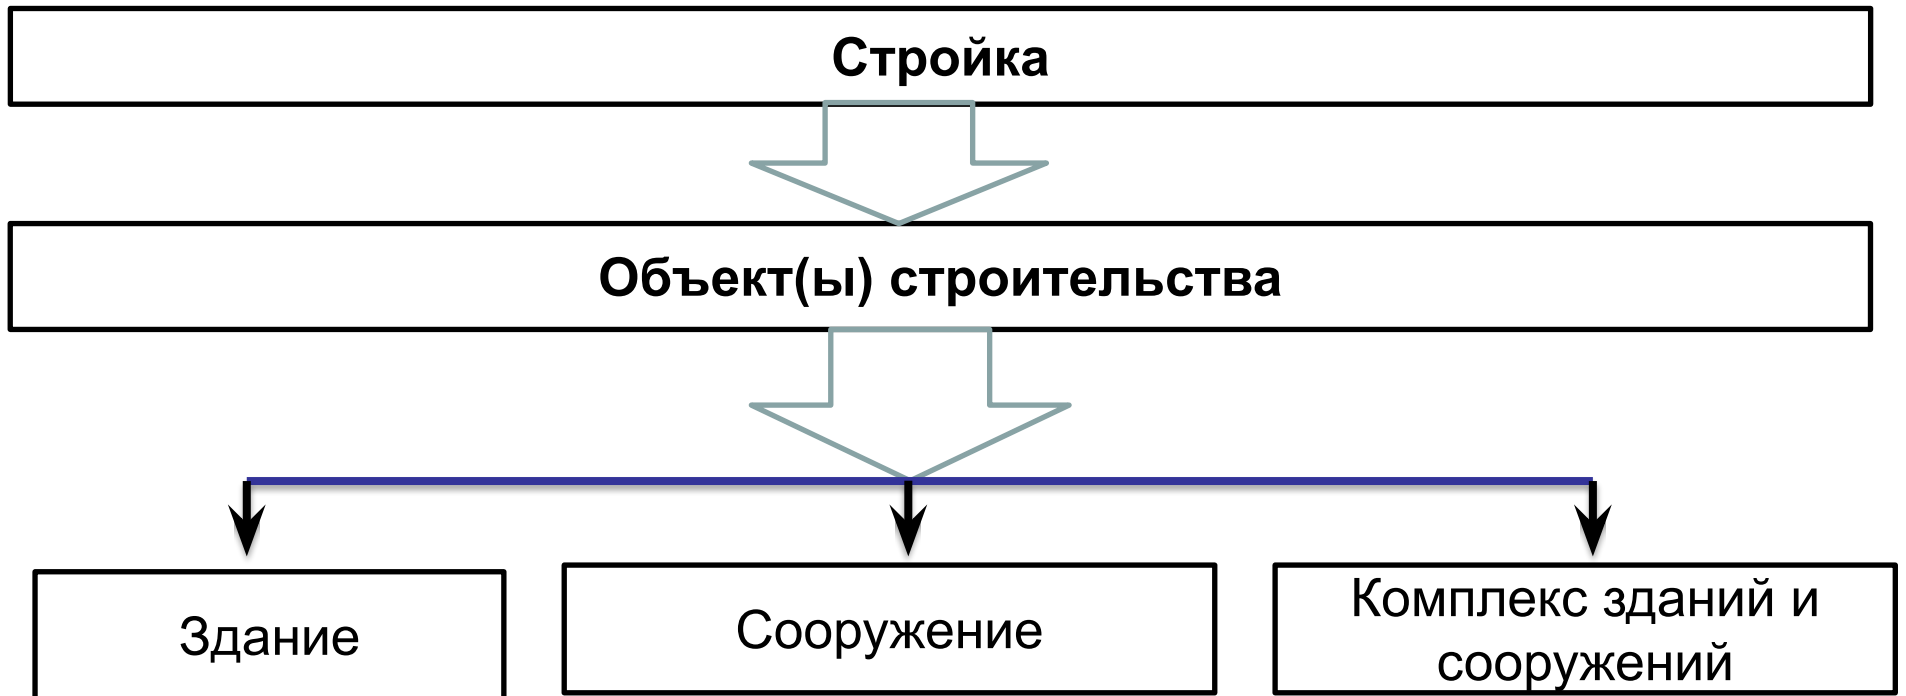 Стройка
Объект(ы) строительства
Здание
Сооружение
Комплекс зданий и
сооружений